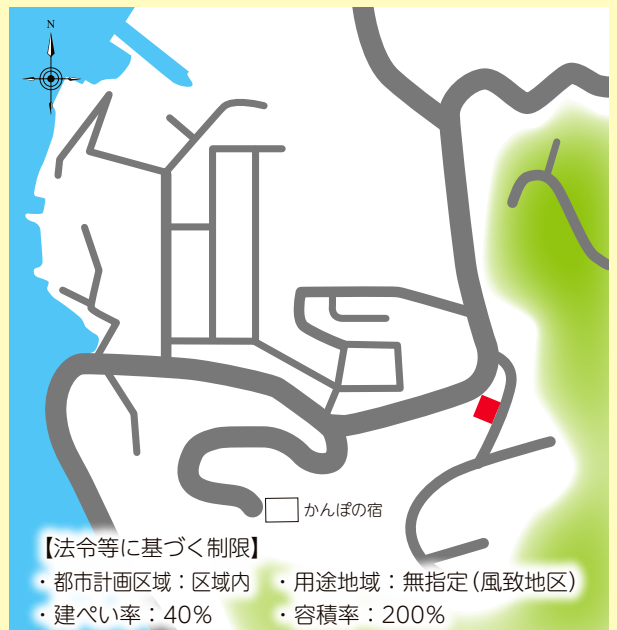 N
かんぽの宿
【法令等に基づく制限】
・都市計画区域：区域内 ・用途地域：無指定(風致地区)
・建ぺい率：40% ・容積率：200%